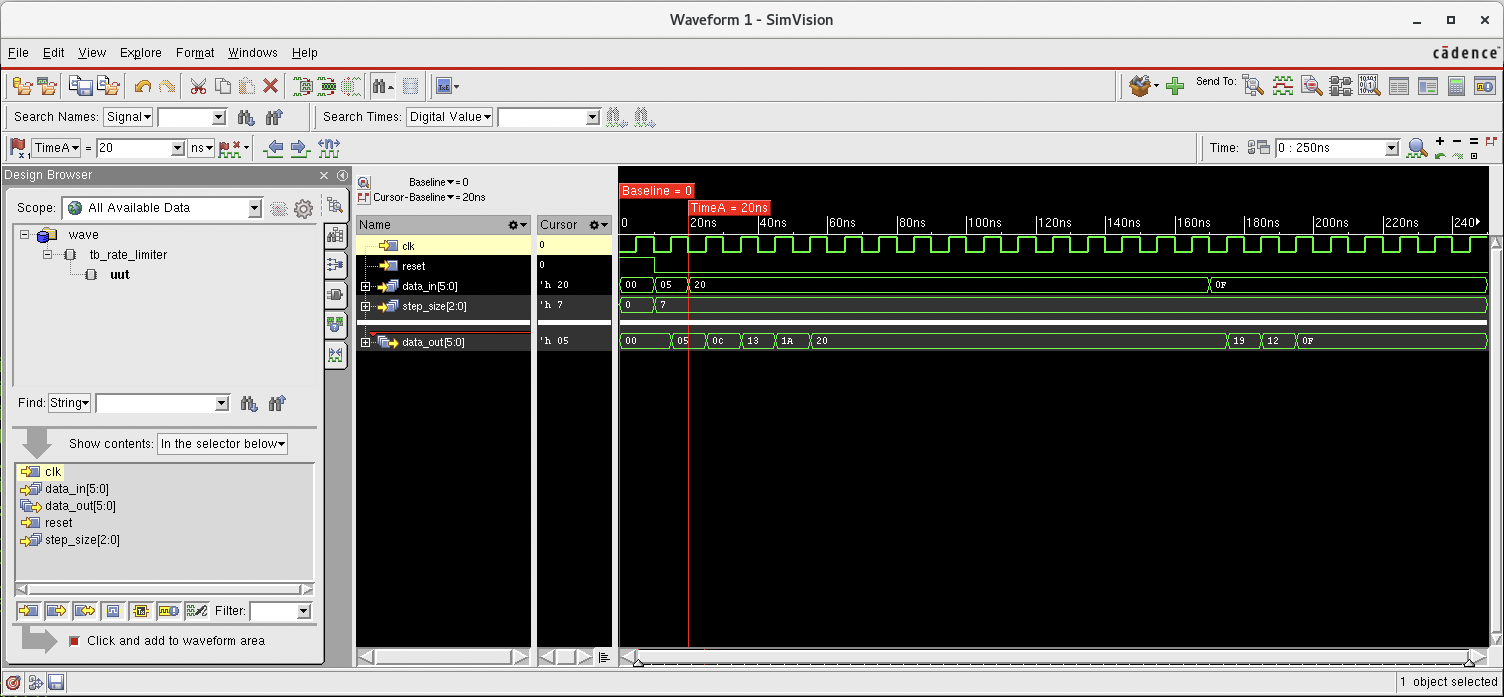 Waveform 1 - SimVision
File Edit View Explore Format Windows Help
cādence
Send To:
Search Names: Signal
Search Times: Digital Value
TimeA = 20 ns
Time: 0 : 250ns
Design Browser
Scope: All Available Data
wave
tb_rate_limiter
uut
Find: String
Show contents: In the selector below
clk
data_in[5:0]
data_out[5:0]
reset
step_size[2:0]
Filter:
Click and add to waveform area
Baseline = 0
Cursor-Baseline = 20ns
Name Cursor
clk 0
reset 0
data_in[5:0] 'h 20
step_size[2:0] 'h 7
data_out[5:0] 'h 05
Baseline = 0
TimeA = 20ns
0 20ns 40ns 60ns 80ns 100ns 120ns 140ns 160ns 180ns 200ns 220ns 240
00 05 20 0F
0 7
00 05 0C 13 1A 20 19 12 0F
1 object selected